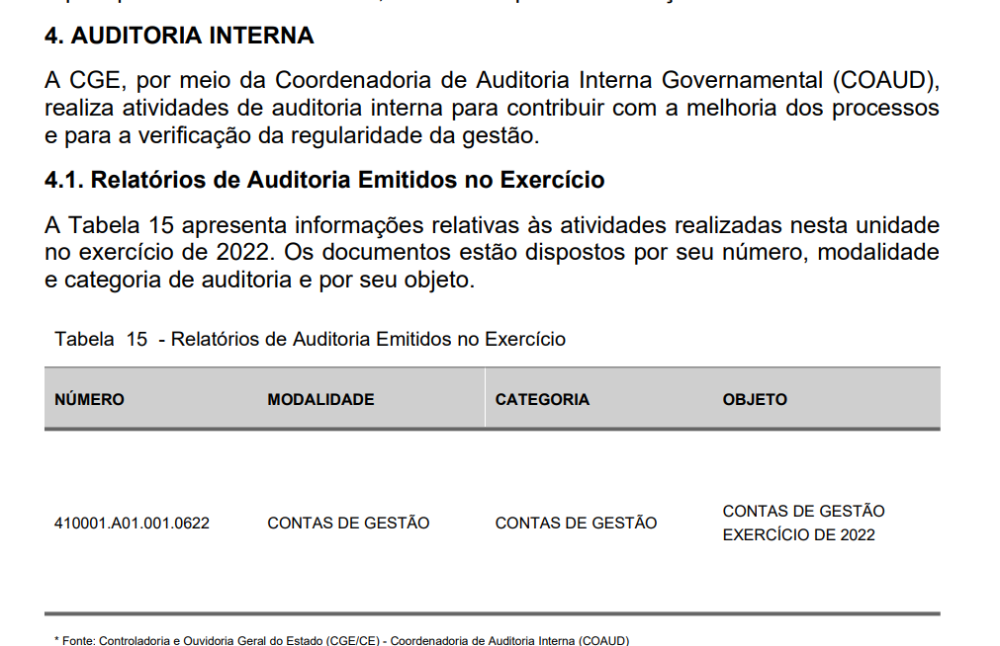 4. AUDITORIA INTERNA
A CGE, por meio da Coordenadoria de Auditoria Interna Governamental (COAUD),
realiza atividades de auditoria interna para contribuir com a melhoria dos processos
e para a verificação da regularidade da gestão.
4.1. Relatórios de Auditoria Emitidos no Exercício
A Tabela 15 apresenta informações relativas às atividades realizadas nesta unidade
no exercício de 2022. Os documentos estão dispostos por seu número, modalidade
e categoria de auditoria e por seu objeto.
Tabela 15 - Relatórios de Auditoria Emitidos no Exercício
NÚMERO MODALIDADE CATEGORIA OBJETO
410001.A01.001.0622 CONTAS DE GESTÃO CONTAS DE GESTÃO CONTAS DE GESTÃO
EXERCÍCIO DE 2022
* Fonte: Controladoria e Ouvidoria Geral do Estado (CGE/CE) - Coordenadoria de Auditoria Interna (COAUD)